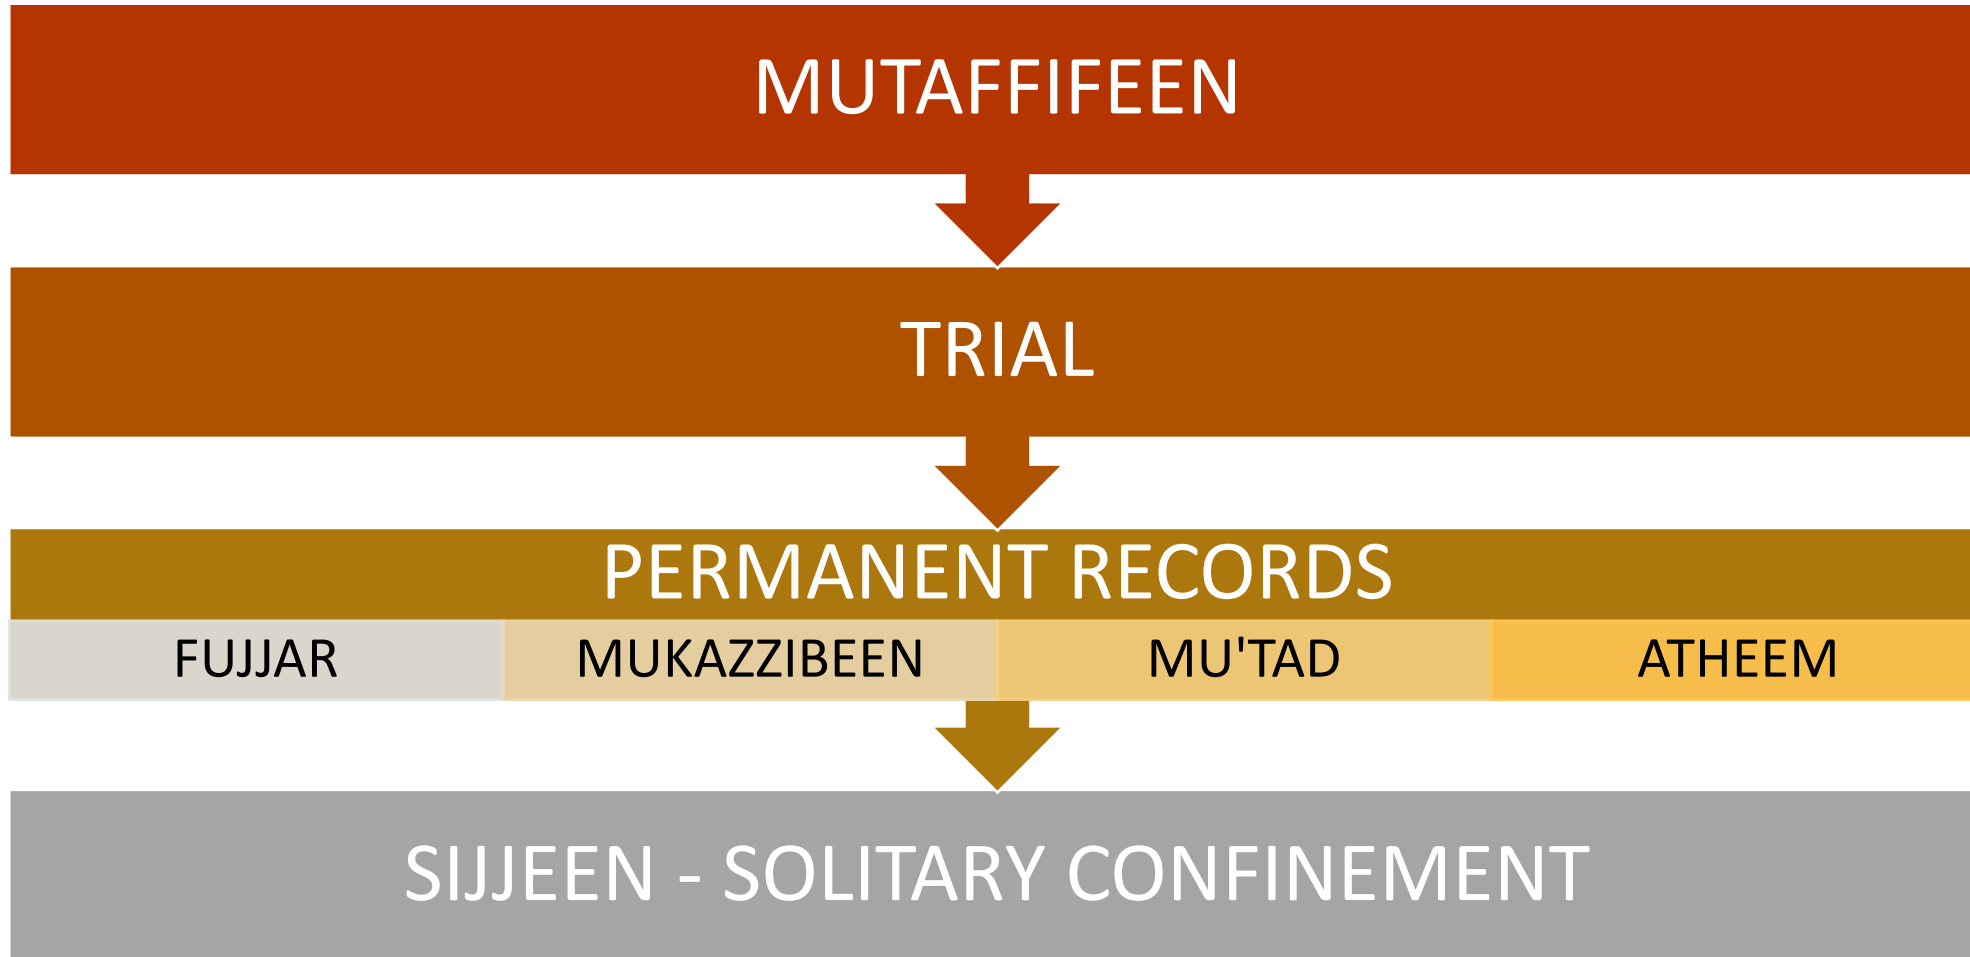 MUTAFFIFEEN
TRIAL
PERMANENT RECORDS
FUJJAR MUKAZZIBEEN MU'TAD ATHEEM
SIJJEEN - SOLITARY CONFINEMENT